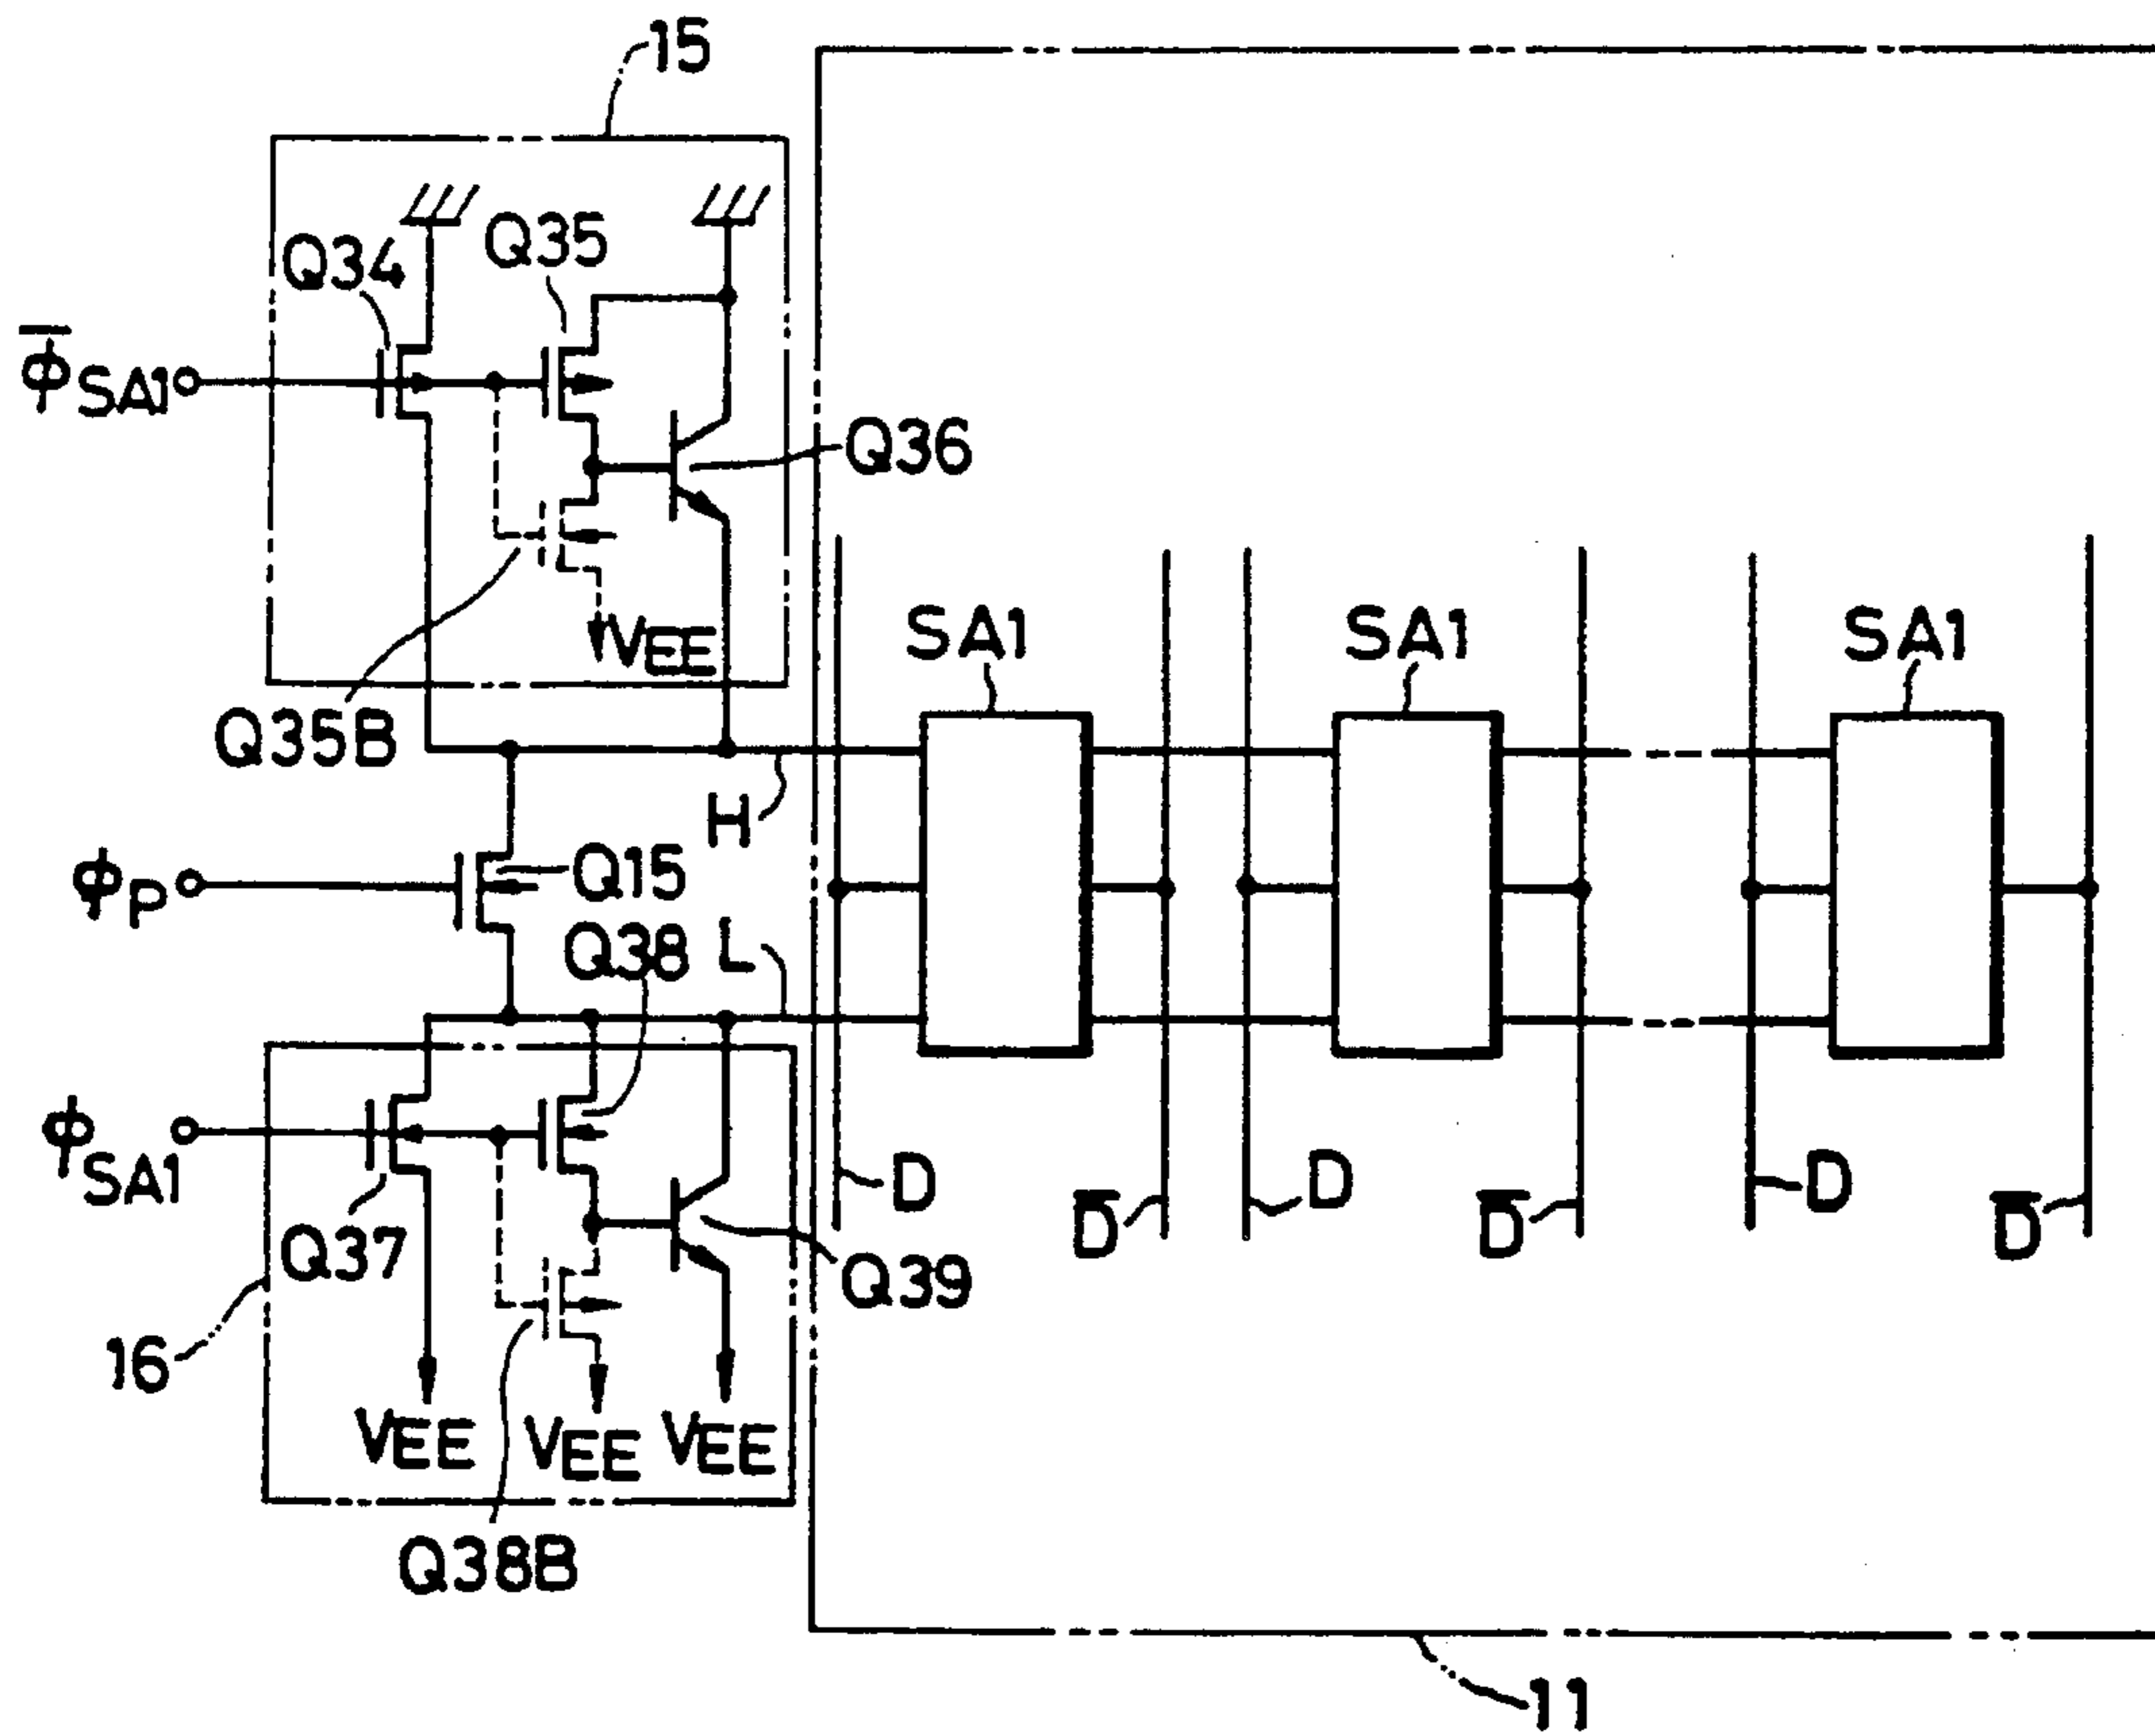 15
Q34
Q35
φ̅SA1
Q36
VEE
Q35B
SA1
SA1
SA1
H
φP
Q15
Q38
L
φSA1
Q37
D
D̅
D
D̅
D
D̅
Q39
16
VEE
VEE
VEE
Q38B
11